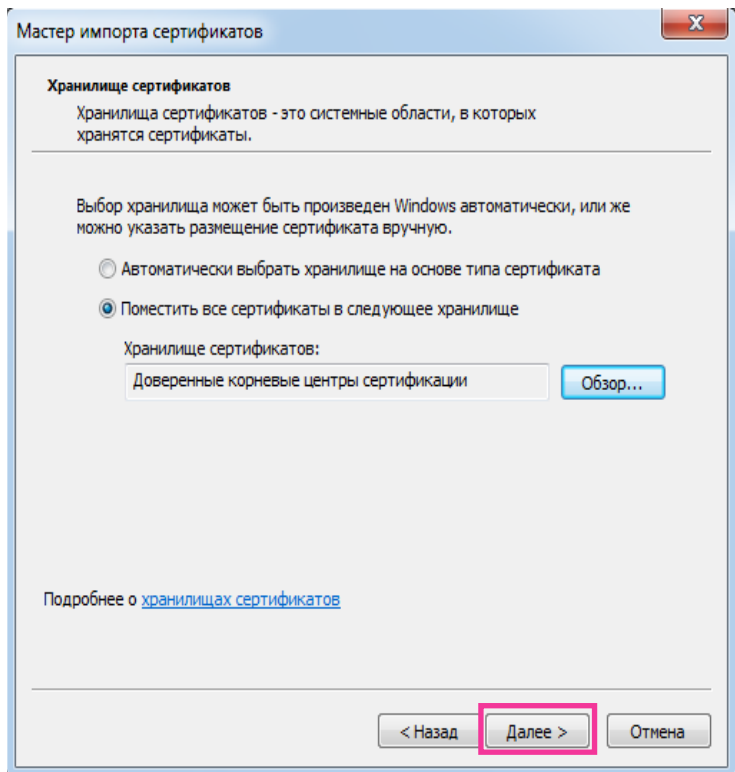 Мастер импорта сертификатов
Хранилище сертификатов
Хранилища сертификатов - это системные области, в которых
хранятся сертификаты.
Выбор хранилища может быть произведен Windows автоматически, или же
можно указать размещение сертификата вручную.
Автоматически выбрать хранилище на основе типа сертификата
Поместить все сертификаты в следующее хранилище
Хранилище сертификатов:
Доверенные корневые центры сертификации
Обзор...
Подробнее о хранилищах сертификатов
< Назад
Далее >
Отмена